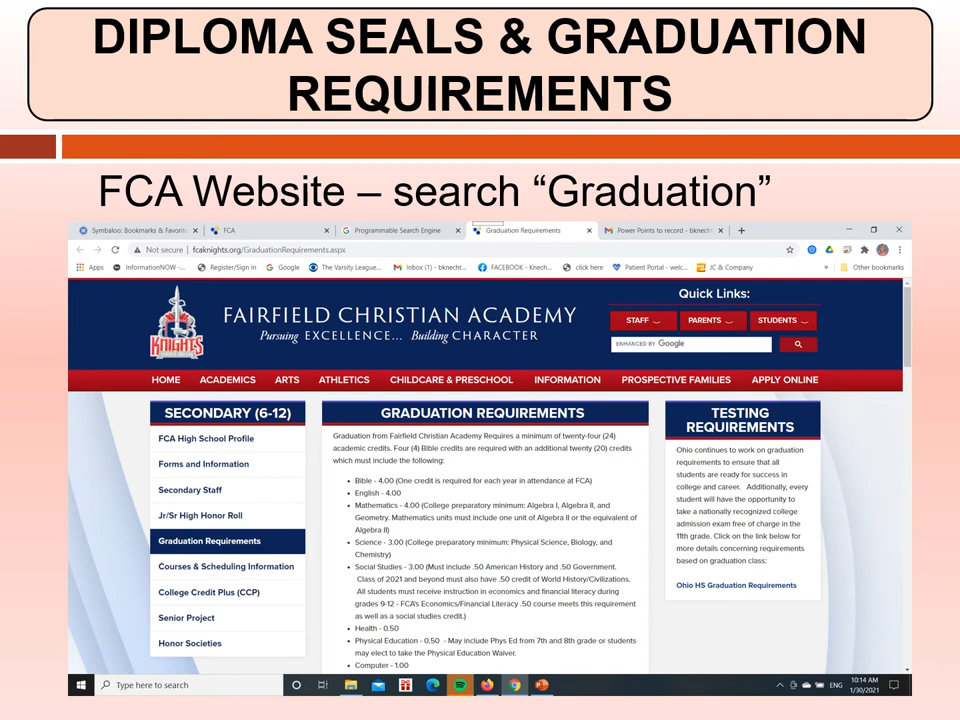 DIPLOMA SEALS & GRADUATION
REQUIREMENTS
FCA Website – search “Graduation”
Symbaloo: Bookmarks & Favorit
FCA
Programmable Search Engine
Graduation Requirements
Power Points to record - bknech
Not secure | fcaknights.org/GraduationRequirements.aspx
Apps
InformationNOW –...
Register/Sign In
Google
The Varsity League...
Inbox (1) - bknecht...
FACEBOOK - Knech...
click here
Patient Portal - welc...
JC & Company
»
Other bookmarks
KNIGHTS
FAIRFIELD CHRISTIAN ACADEMY
Pursuing EXCELLENCE... Building CHARACTER
Quick Links:
STAFF
PARENTS
STUDENTS
ENHANCED BY Google
HOME
ACADEMICS
ARTS
ATHLETICS
CHILDCARE & PRESCHOOL
INFORMATION
PROSPECTIVE FAMILIES
APPLY ONLINE
SECONDARY (6-12)
FCA High School Profile
Forms and Information
Secondary Staff
Jr/Sr High Honor Roll
Graduation Requirements
Courses & Scheduling Information
College Credit Plus (CCP)
Senior Project
Honor Societies
GRADUATION REQUIREMENTS
Graduation from Fairfield Christian Academy Requires a minimum of twenty-four (24)
academic credits. Four (4) Bible credits are required with an additional twenty (20) credits
which must include the following:
• Bible - 4.00 (One credit is required for each year in attendance at FCA)
• English - 4.00
• Mathematics - 4.00 (College preparatory minimum: Algebra I, Algebra II, and
Geometry. Mathematics units must include one unit of Algebra II or the equivalent of
Algebra II)
• Science - 3.00 (College preparatory minimum: Physical Science, Biology, and
Chemistry)
• Social Studies - 3.00 (Must include .50 American History and .50 Government.
Class of 2021 and beyond must also have .50 credit of World History/Civilizations.
All students must receive instruction in economics and financial literacy during
grades 9-12 - FCA's Economics/Financial Literacy .50 course meets this requirement
as well as a social studies credit.)
• Health - 0.50
• Physical Education - 0.50 - May include Phys Ed from 7th and 8th grade or students
may elect to take the Physical Education Waiver.
• Computer - 1.00
TESTING
REQUIREMENTS
Ohio continues to work on graduation
requirements to ensure that all
students are ready for success in
college and career. Additionally, every
student will have the opportunity to
take a nationally recognized college
admission exam free of charge in the
11th grade. Click on the link below for
more details concerning requirements
based on graduation class:
Ohio HS Graduation Requirements
Type here to search
ENG
10:14 AM
1/30/2021